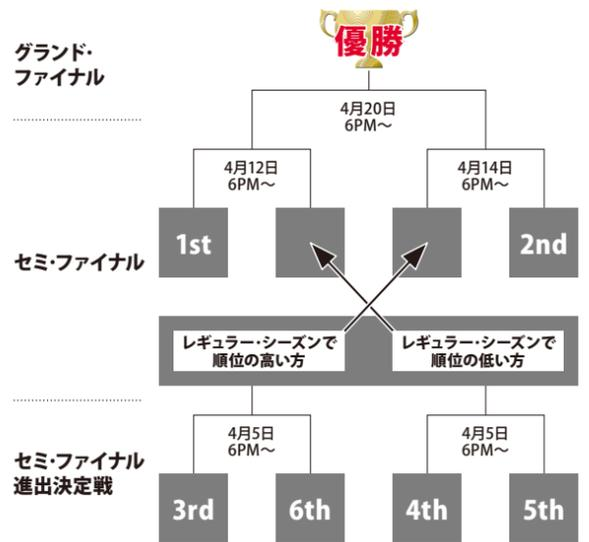 優勝
グランド・
ファイナル
4月20日
6PM～
4月12日
6PM～
4月14日
6PM～
セミ・ファイナル
1st
2nd
レギュラー・シーズンで
順位の高い方
レギュラー・シーズンで
順位の低い方
4月5日
6PM～
4月5日
6PM～
セミ・ファイナル
進出決定戦
3rd
6th
4th
5th